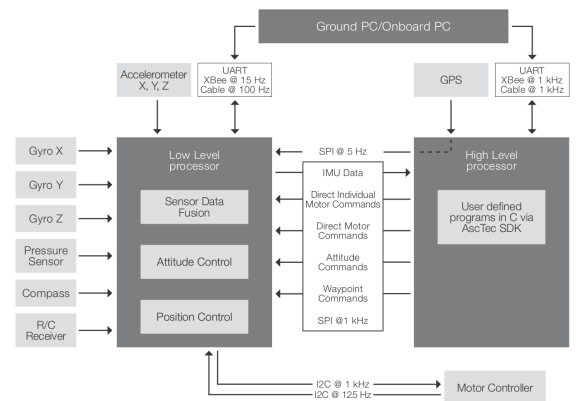 Ground PC/Onboard PC
Accelerometer
X, Y, Z
UART
XBee @ 15 Hz
Cable @ 100 Hz
GPS
UART
XBee @ 1 kHz
Cable @ 1 kHz
Gyro X
Gyro Y
Gyro Z
Pressure
Sensor
Compass
R/C
Receiver
Low Level
processor
Sensor Data
Fusion
Attitude Control
Position Control
SPI @ 5 Hz
IMU Data
Direct Individual
Motor Commands
Direct Motor
Commands
Attitude
Commands
Waypoint
Commands
SPI @1 kHz
High Level
processor
User defined
programs in C via
AscTec SDK
I2C @ 1 kHz
I2C @ 125 Hz
Motor Controller